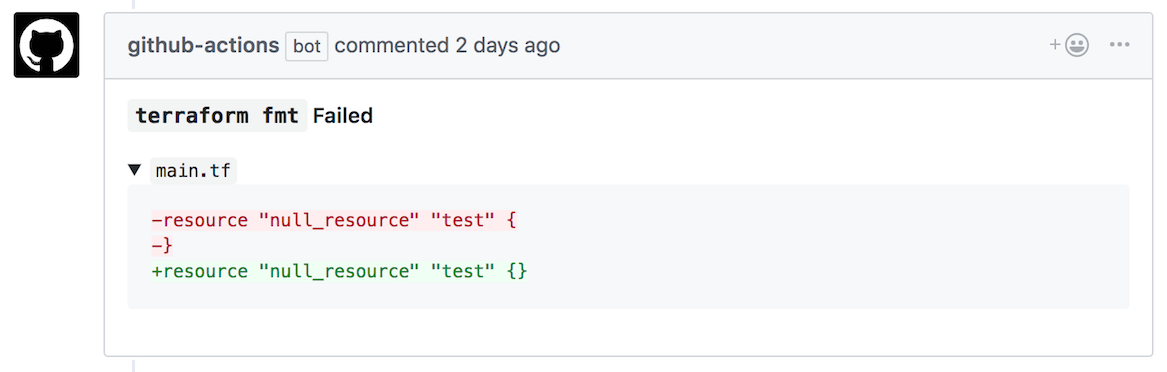 github-actions bot commented 2 days ago
terraform fmt Failed
main.tf
-resource "null_resource" "test" {
-}
+resource "null_resource" "test" {}